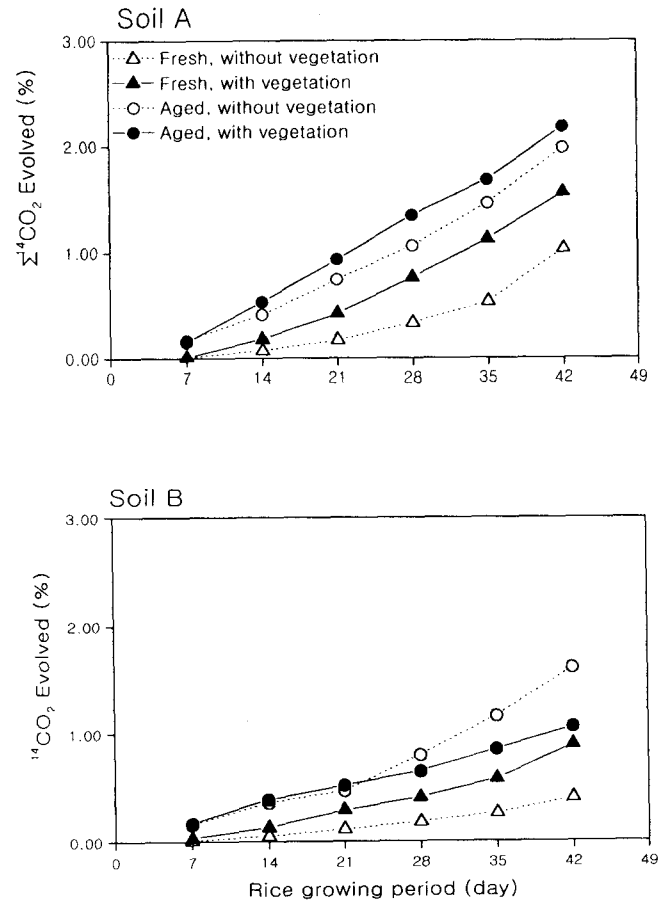 Soil A
Σ¹⁴CO₂ Evolved (%)
3.00
2.00
1.00
0.00
Fresh, without vegetation
Fresh, with vegetation
Aged, without vegetation
Aged, with vegetation
0 7 14 21 28 35 42 49
Soil B
¹⁴CO₂ Evolved (%)
3.00
2.00
1.00
0.00
0 7 14 21 28 35 42 49
Rice growing period (day)